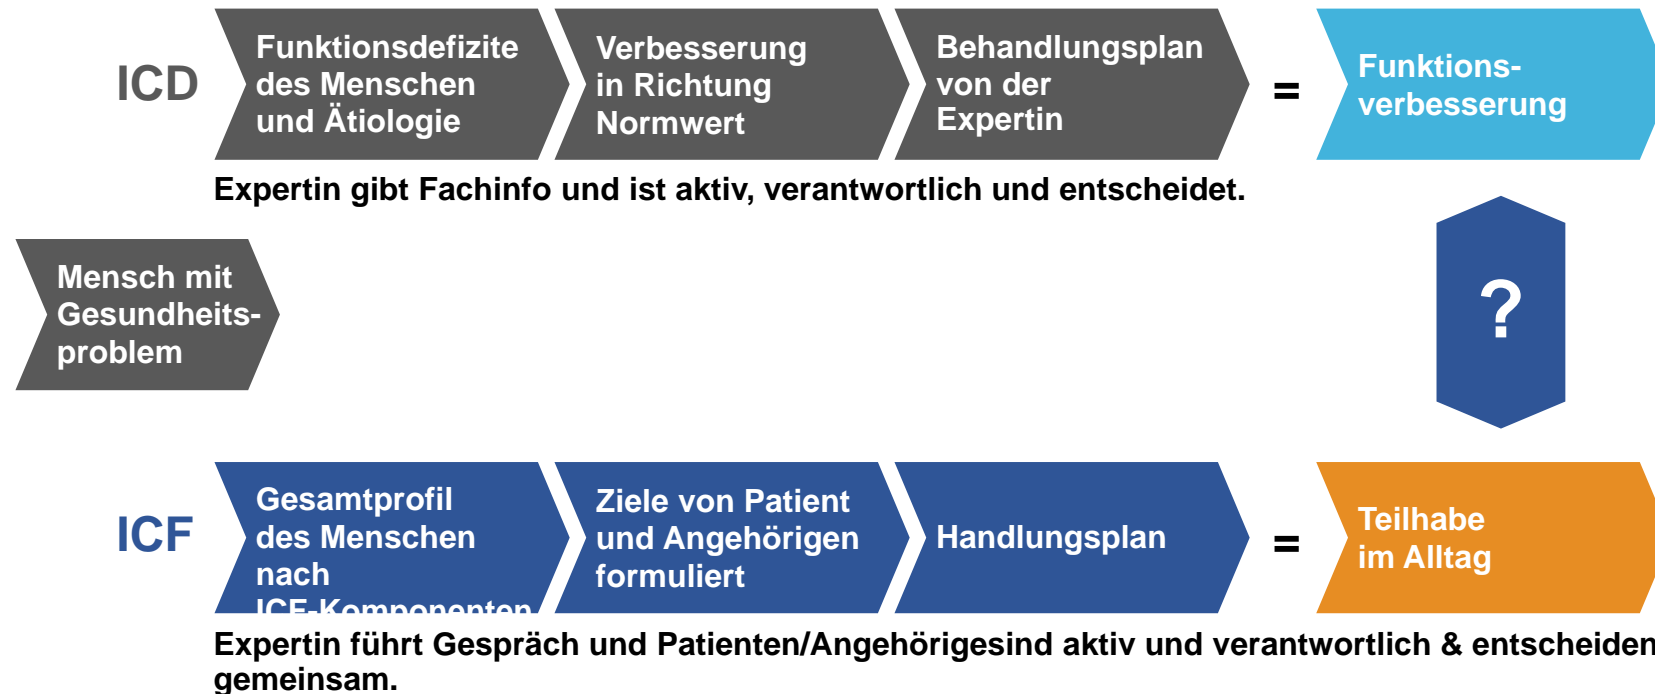 ICD
Funktionsdefizite
des Menschen
und Ätiologie
Verbesserung
in Richtung
Normwert
Behandlungsplan
von der
Expertin
=
Funktions-
verbesserung
Expertin gibt Fachinfo und ist aktiv, verantwortlich und entscheidet.
Mensch mit
Gesundheits-
problem
?
ICF
Gesamtprofil
des Menschen
nach
ICF-Komponenten
Ziele von Patient
und Angehörigen
formuliert
Handlungsplan
=
Teilhabe
im Alltag
Expertin führt Gespräch und Patienten/Angehörigesind aktiv und verantwortlich & entscheiden
gemeinsam.